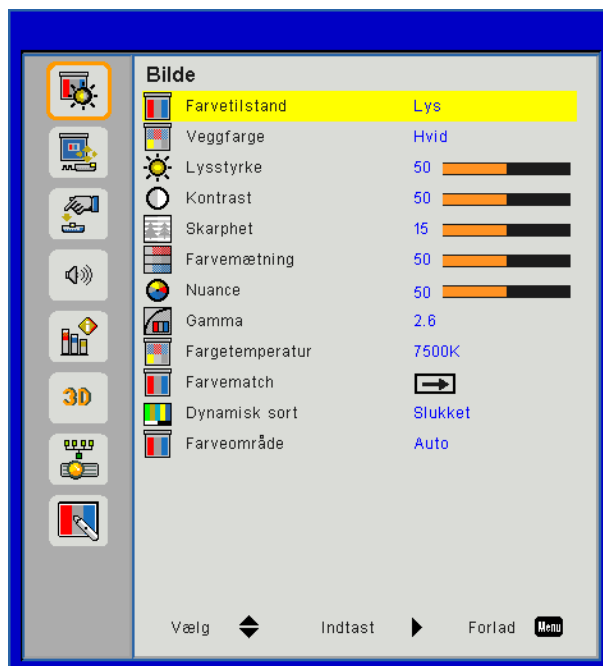 Bilde
Farvetilstand Lys
Veggfarge Hvid
Lysstyrke 50
Kontrast 50
Skarphet 15
Farvemætning 50
Nuance 50
Gamma 2.6
Fargetemperatur 7500K
3D
Farvematch
Dynamisk sort Slukket
Farveområde Auto
Vælg Indtast Forlad Menu